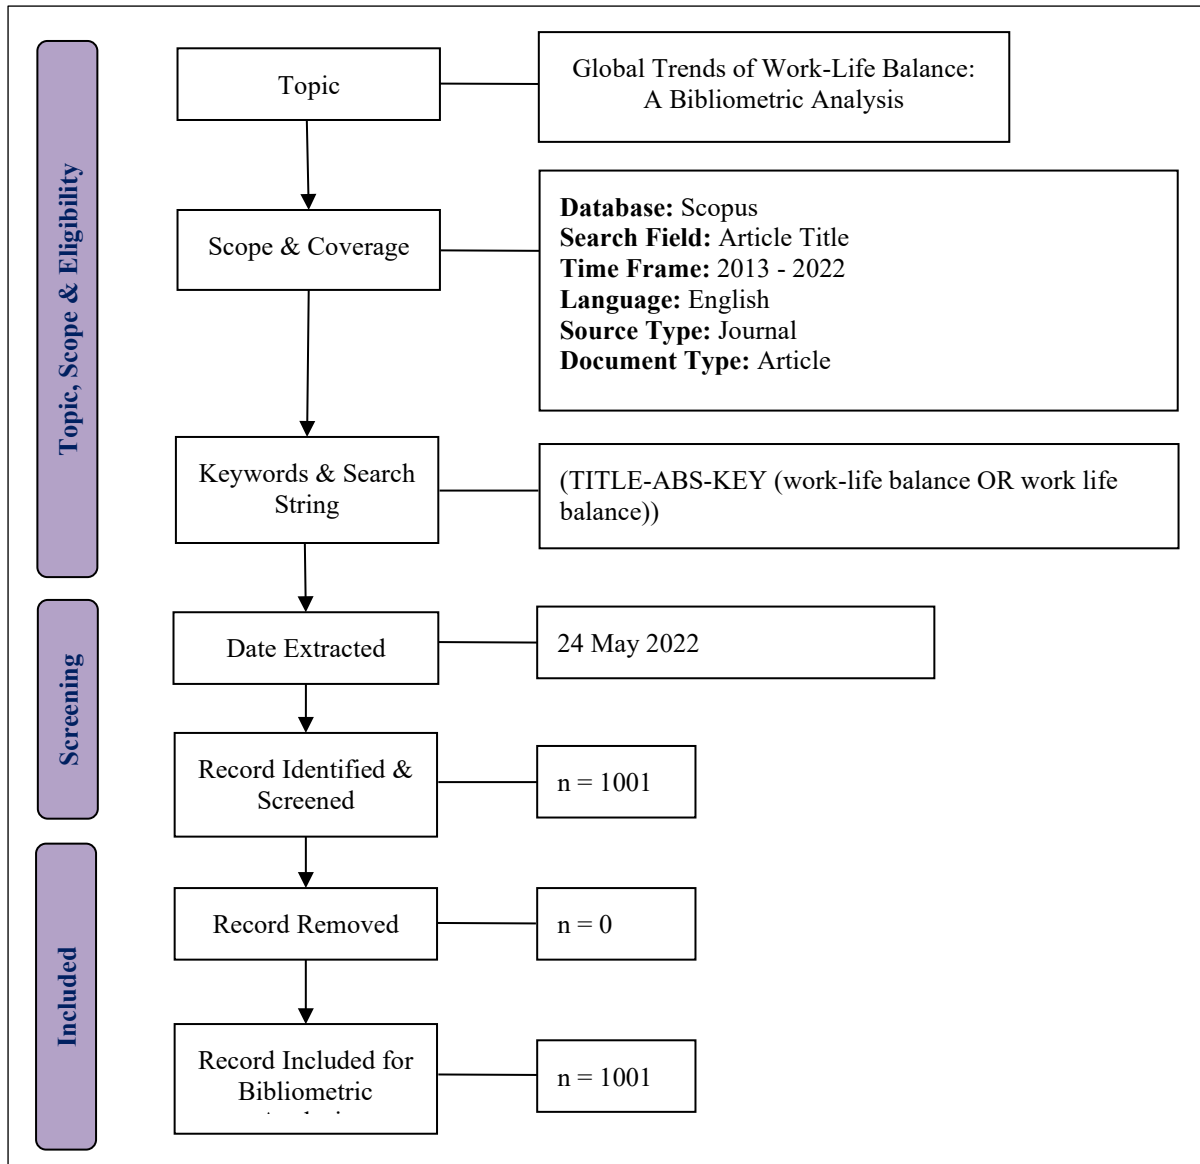 Topic, Scope & Eligibility
Topic
Global Trends of Work-Life Balance:
A Bibliometric Analysis
Scope & Coverage
Database: Scopus
Search Field: Article Title
Time Frame: 2013 - 2022
Language: English
Source Type: Journal
Document Type: Article
Keywords & Search
String
(TITLE-ABS-KEY (work-life balance OR work life
balance))
Screening
Date Extracted
24 May 2022
Record Identified &
Screened
n = 1001
Included
Record Removed
n = 0
Record Included for
Bibliometric
n = 1001